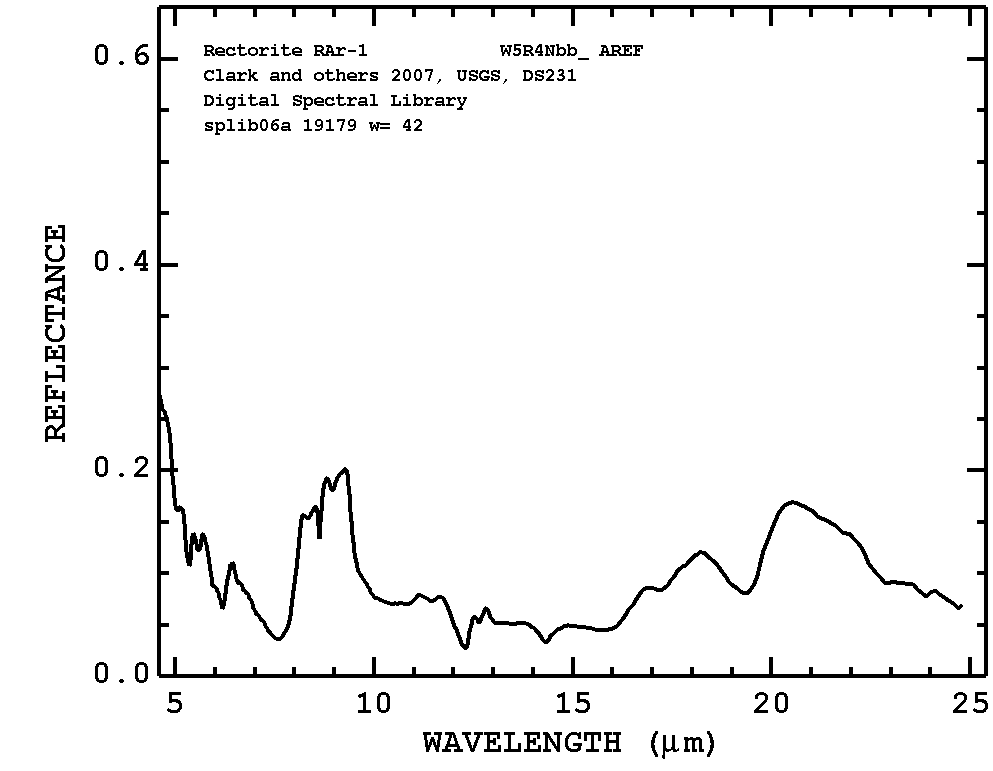 Rectorite RAr-1 W5R4Nbb_ AREF
Clark and others 2007, USGS, DS231
Digital Spectral Library
splib06a 19179 w= 42
0.6
0.4
0.2
0.0
REFLECTANCE
5 10 15 20 25
WAVELENGTH (μm)